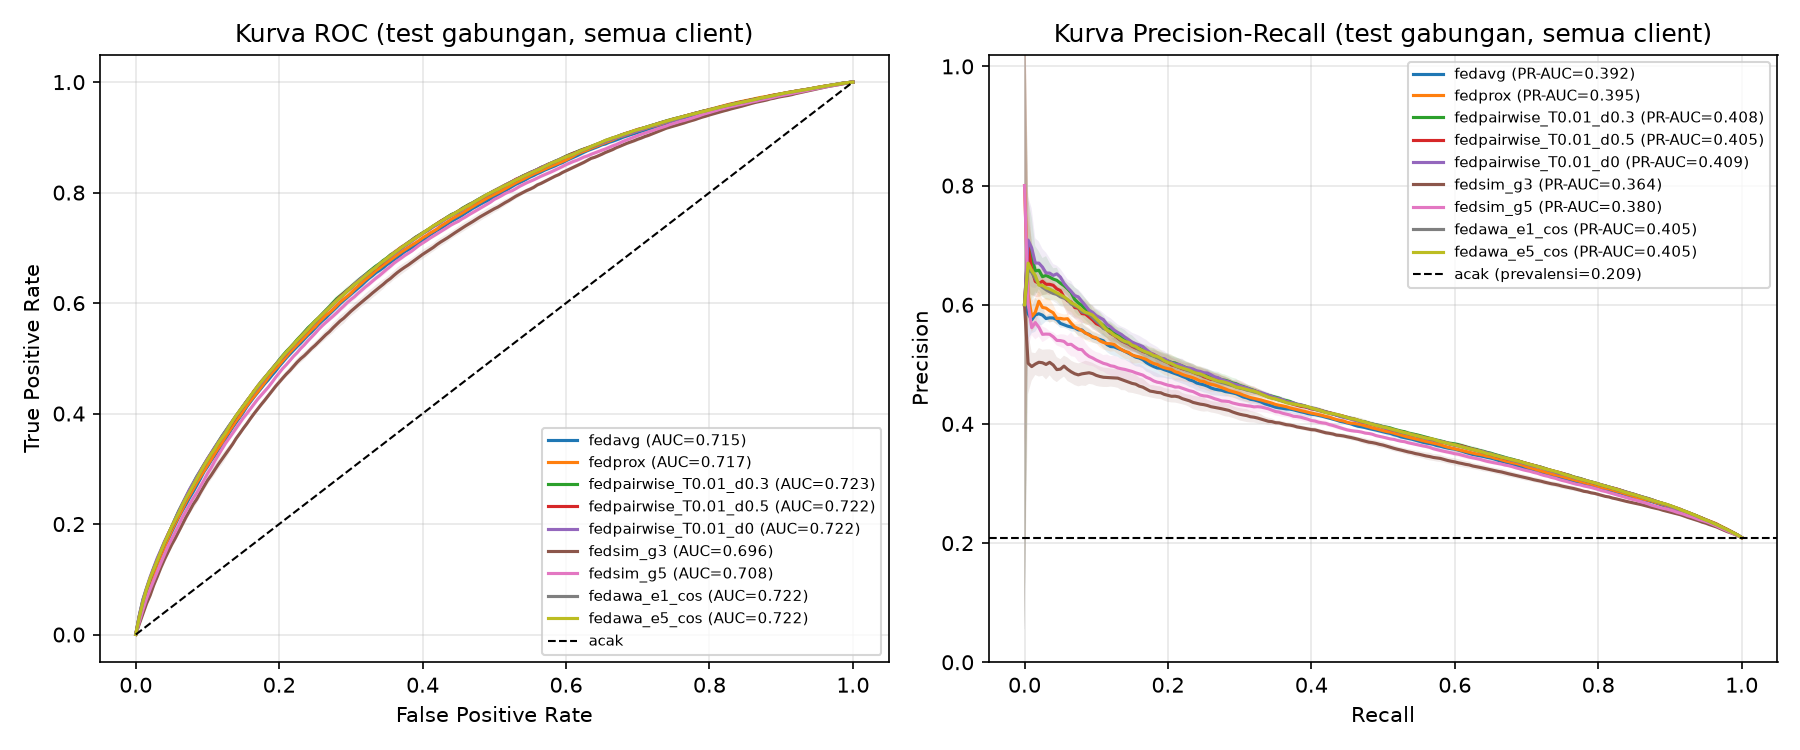 Kurva ROC (test gabungan, semua client)
True Positive Rate
1.0
0.8
0.6
0.4
0.2
0.0
fedavg (AUC=0.715)
fedprox (AUC=0.717)
fedpairwise_T0.01_d0.3 (AUC=0.723)
fedpairwise_T0.01_d0.5 (AUC=0.722)
fedpairwise_T0.01_d0 (AUC=0.722)
fedsim_g3 (AUC=0.696)
fedsim_g5 (AUC=0.708)
fedawa_e1_cos (AUC=0.722)
fedawa_e5_cos (AUC=0.722)
acak
0.0 0.2 0.4 0.6 0.8 1.0
False Positive Rate
Kurva Precision-Recall (test gabungan, semua client)
Precision
1.0
0.8
0.6
0.4
0.2
0.0
fedavg (PR-AUC=0.392)
fedprox (PR-AUC=0.395)
fedpairwise_T0.01_d0.3 (PR-AUC=0.408)
fedpairwise_T0.01_d0.5 (PR-AUC=0.405)
fedpairwise_T0.01_d0 (PR-AUC=0.409)
fedsim_g3 (PR-AUC=0.364)
fedsim_g5 (PR-AUC=0.380)
fedawa_e1_cos (PR-AUC=0.405)
fedawa_e5_cos (PR-AUC=0.405)
acak (prevalensi=0.209)
0.0 0.2 0.4 0.6 0.8 1.0
Recall